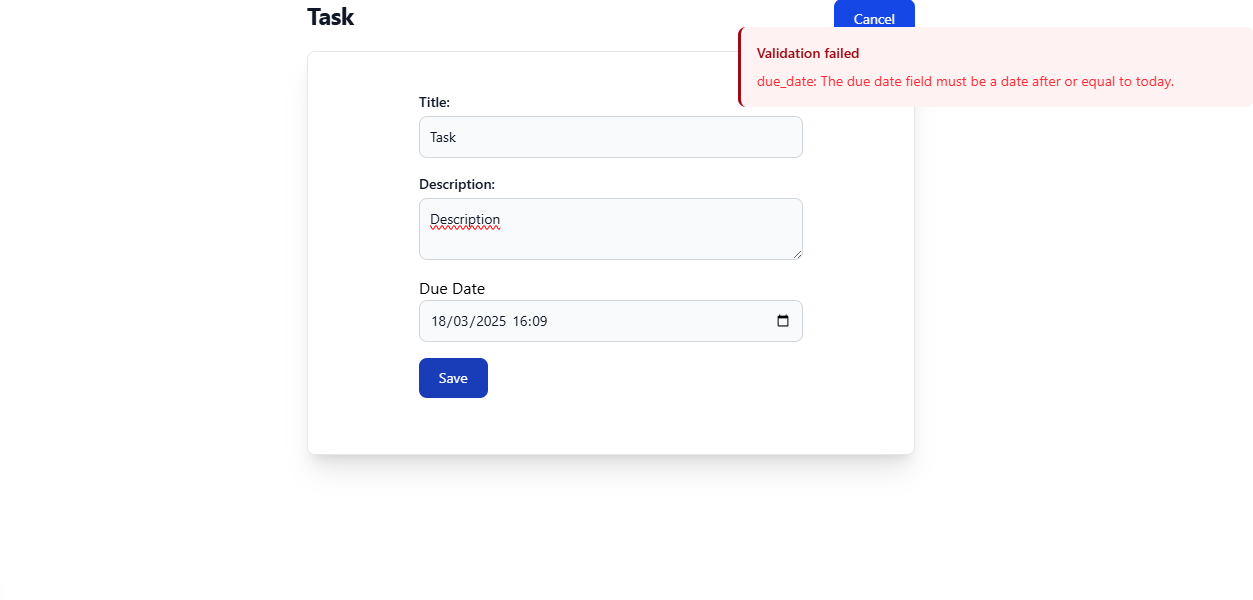 Task
Cancel
Validation failed
due_date: The due date field must be a date after or equal to today.
Title:
Task
Description:
Description
Due Date
18/03/2025 16:09
Save